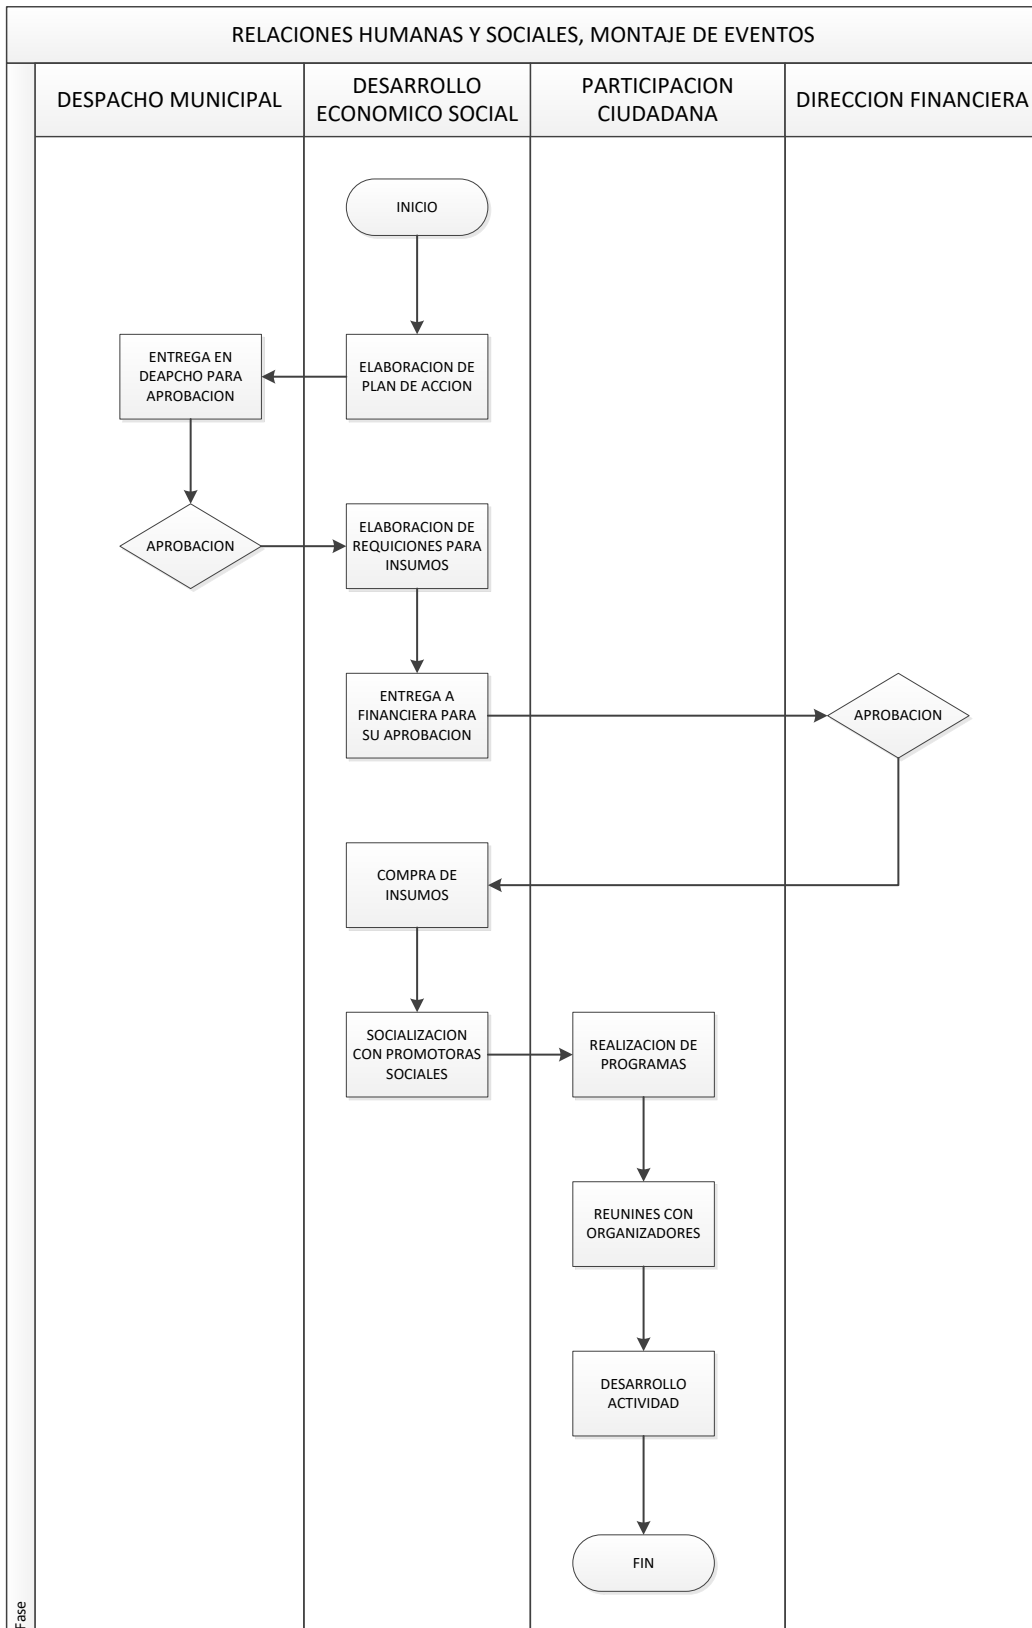 RELACIONES HUMANAS Y SOCIALES, MONTAJE DE EVENTOS
DESPACHO MUNICIPAL
DESARROLLO
ECONOMICO SOCIAL
PARTICIPACION
CIUDADANA
DIRECCION FINANCIERA
INICIO
ENTREGA EN
DEAPCHO PARA
APROBACION
ELABORACION DE
PLAN DE ACCION
APROBACION
ELABORACION DE
REQUICIONES PARA
INSUMOS
ENTREGA A
FINANCIERA PARA
SU APROBACION
APROBACION
COMPRA DE
INSUMOS
SOCIALIZACION
CON PROMOTORAS
SOCIALES
REALIZACION DE
PROGRAMAS
REUNINES CON
ORGANIZADORES
DESARROLLO
ACTIVIDAD
FIN
Fase